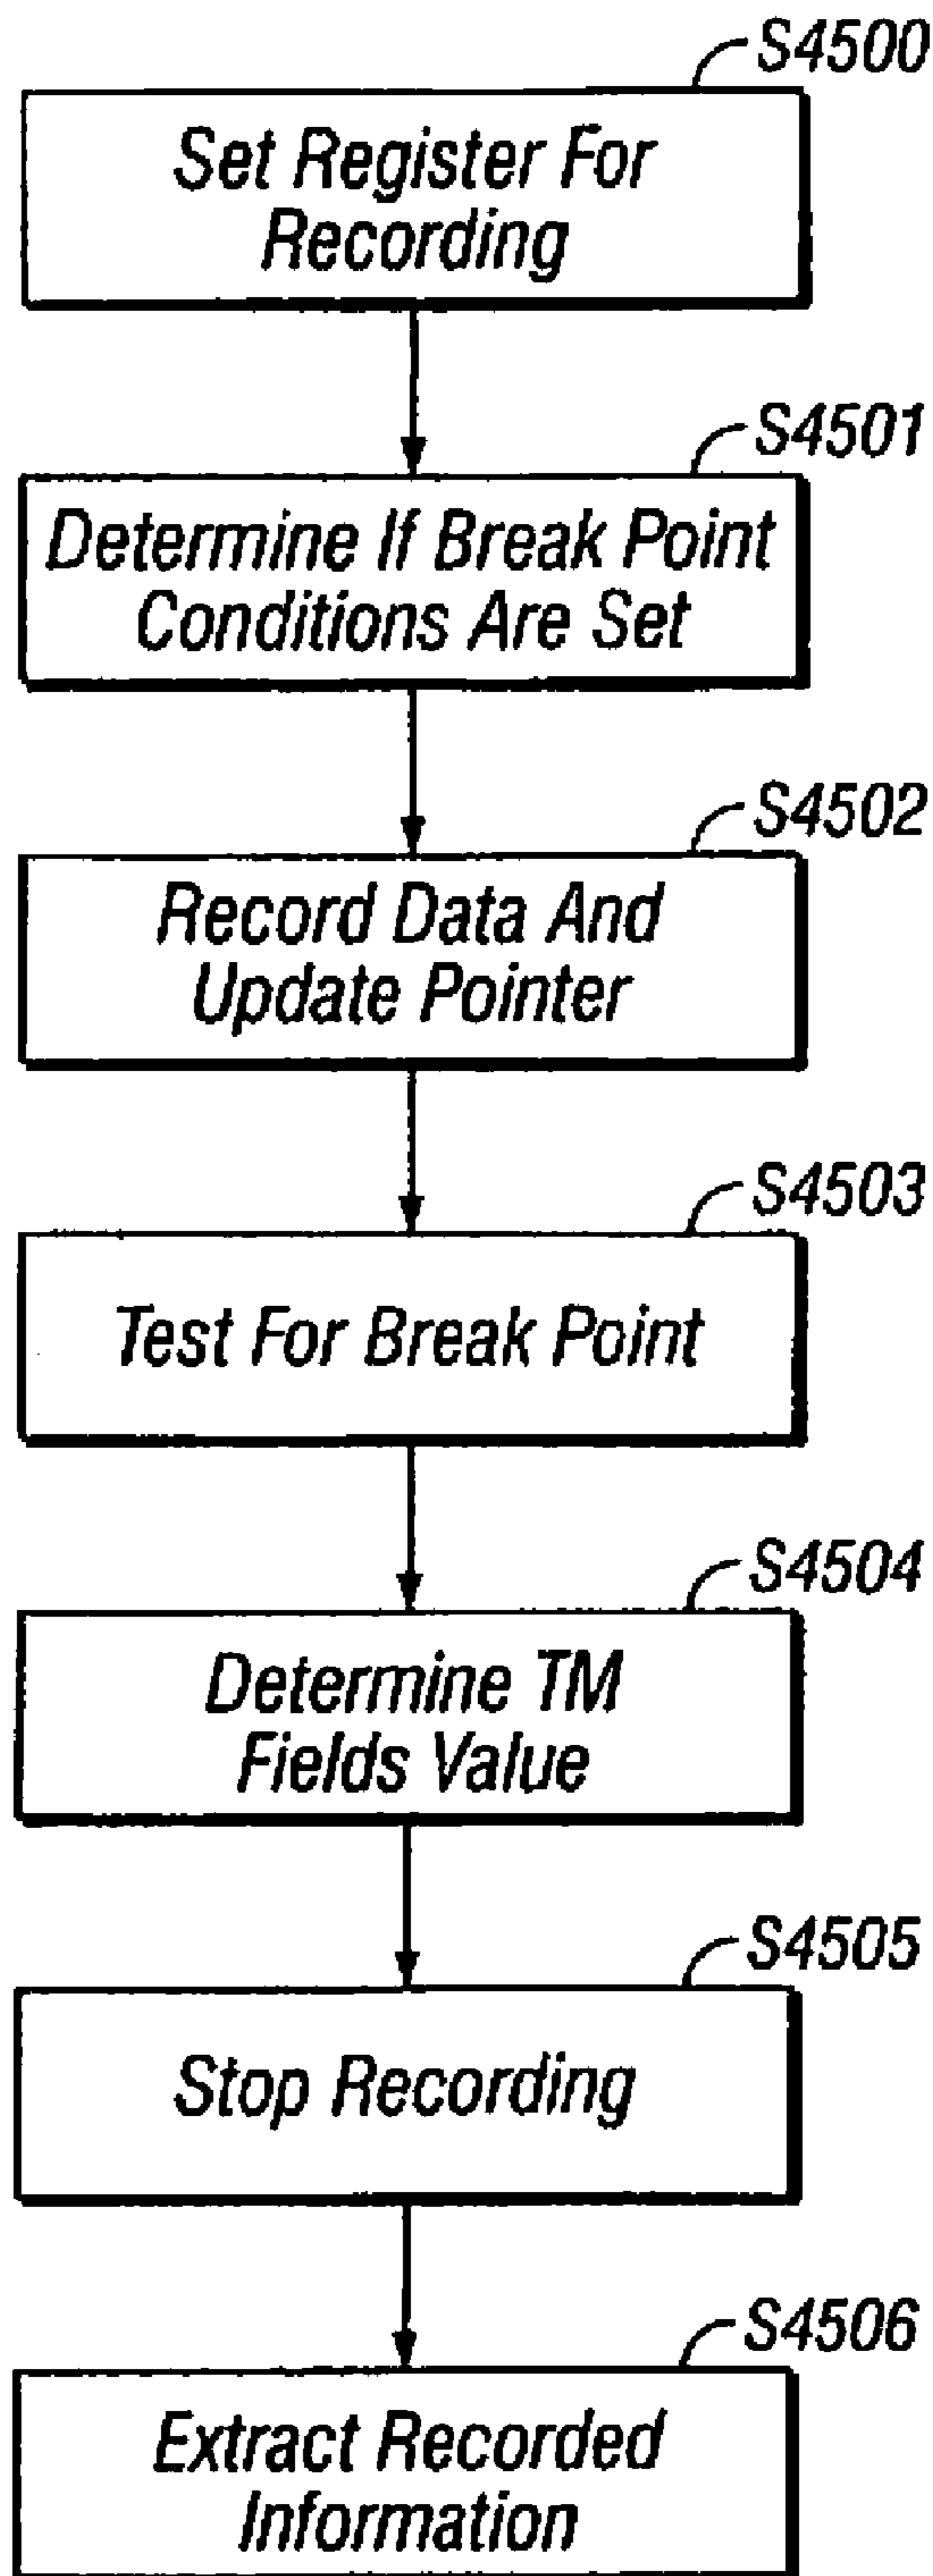 S4500
Set Register For
Recording
S4501
Determine If Break Point
Conditions Are Set
S4502
Record Data And
Update Pointer
S4503
Test For Break Point
S4504
Determine TM
Fields Value
S4505
Stop Recording
S4506
Extract Recorded
Information